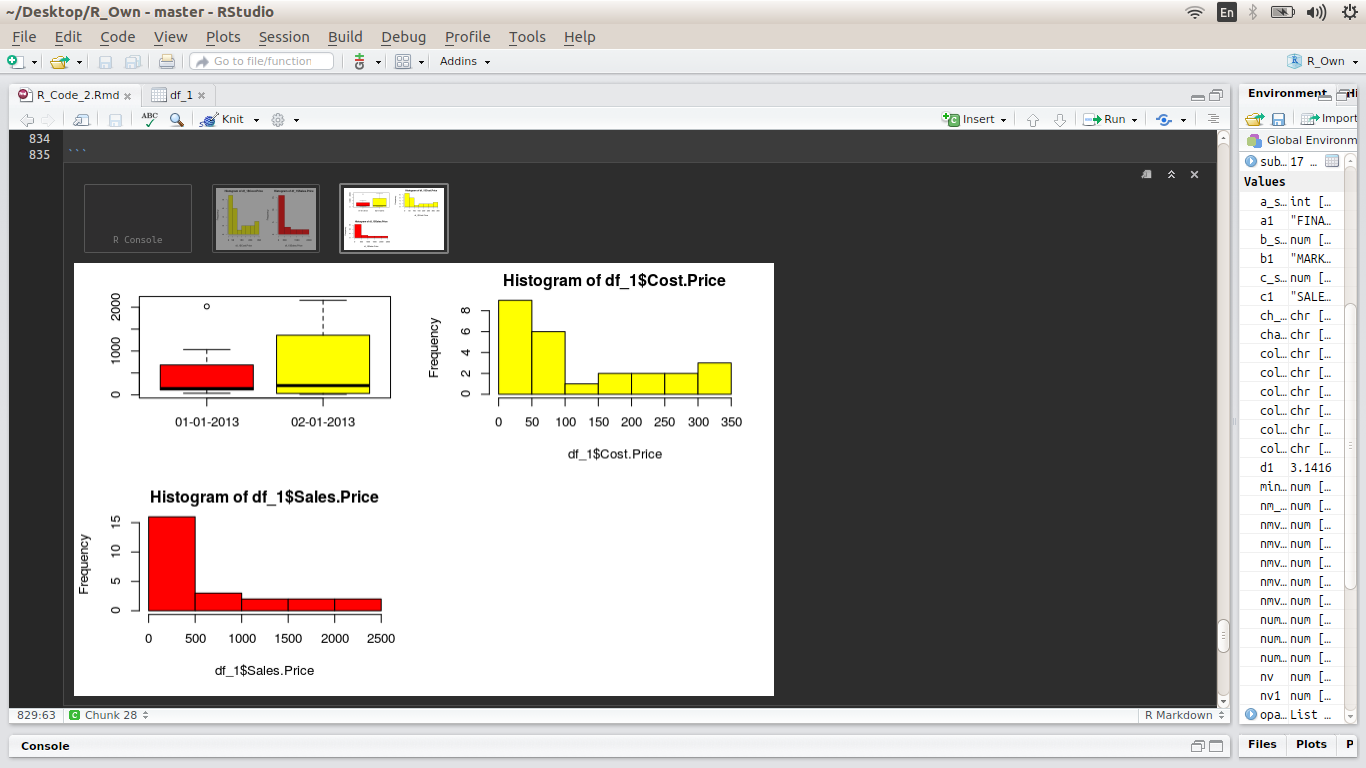 ~/Desktop/R_Own - master - RStudio
En
File Edit Code View Plots Session Build Debug Profile Tools Help
Go to file/function
Addins
R_Own
R_Code_2.Rmd
df_1
Environment
Hi
ABC
Knit
Insert
Run
Import
834
835
```
Global Environm
R Console
sub… 17 …
Values
a_s… int [… 
a1 "FINA…
b_s… num [… 
b1 "MARK…
c_s… num [… 
c1 "SALE…
ch_… chr [… 
cha… chr [… 
col… chr [… 
col… chr [… 
col… chr [… 
col… chr [… 
col… chr [… 
col… chr [… 
d1 3.1416
min… num [… 
nm_… num [… 
nmv… num [… 
nmv… num [… 
nmv… num [… 
nmv… num [… 
nmv… num [… 
num… num [… 
num… num [… 
num… num [… 
nv num [… 
nv1 num [… 
opa… List …
2000
1000
0
01-01-2013 02-01-2013
Histogram of df_1$Cost.Price
Frequency
8
6
4
2
0
0 50 100 150 200 250 300 350
df_1$Cost.Price
Histogram of df_1$Sales.Price
Frequency
15
10
5
0
0 500 1000 1500 2000 2500
df_1$Sales.Price
829:63
C Chunk 28
R Markdown
Console
Files Plots P